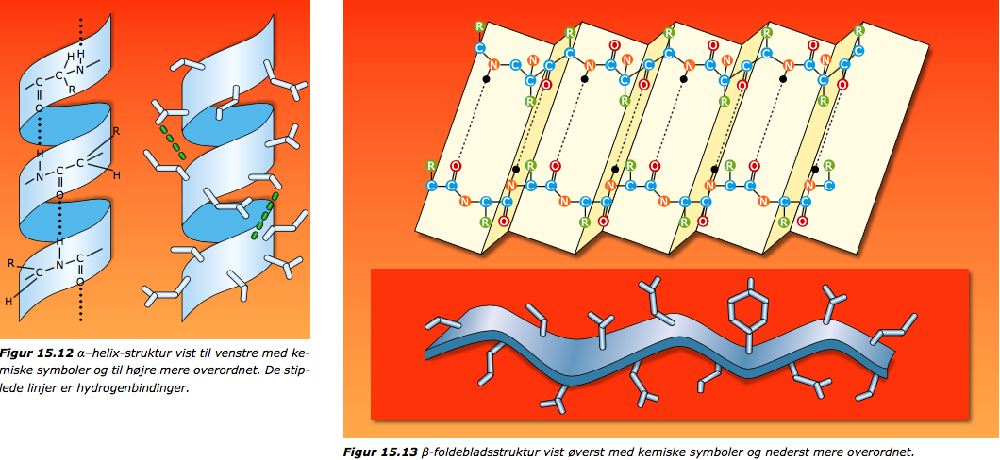 H H
C C N
O R
H R
N C C
O H
H
R C N C
O
H
Figur 15.12 α–helix-struktur vist til venstre med ke-
miske symboler og til højre mere overordnet. De stip-
lede linjer er hydrogenbindinger.
R R R R R
C C O C O C O C C
N C N C N C C N C C N C C N C C
C O C O C O C O
R R R R
R O R O R O R O R
C C N C C N C C N C C N C C
N C C N C C N C C N C C
R O R O R O R O
Figur 15.13 β-foldebladsstruktur vist øverst med kemiske symboler og nederst mere overordnet.